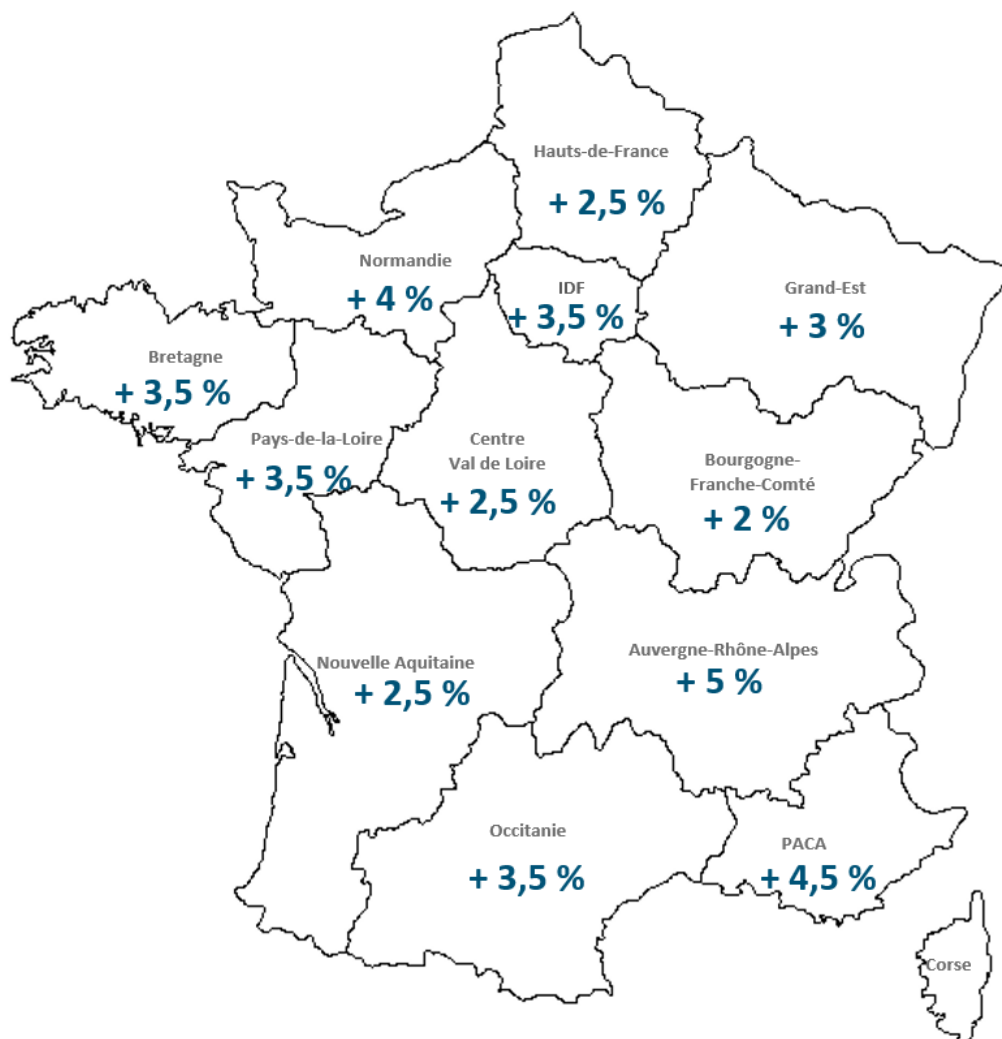 Hauts-de-France
+ 2,5 %
Normandie
+ 4 %
IDF
+ 3,5 %
Grand-Est
+ 3 %
Bretagne
+ 3,5 %
Pays-de-la-Loire
+ 3,5 %
Centre
Val de Loire
+ 2,5 %
Bourgogne-
Franche-Comté
+ 2 %
Nouvelle Aquitaine
+ 2,5 %
Auvergne-Rhône-Alpes
+ 5 %
Occitanie
+ 3,5 %
PACA
+ 4,5 %
Corse